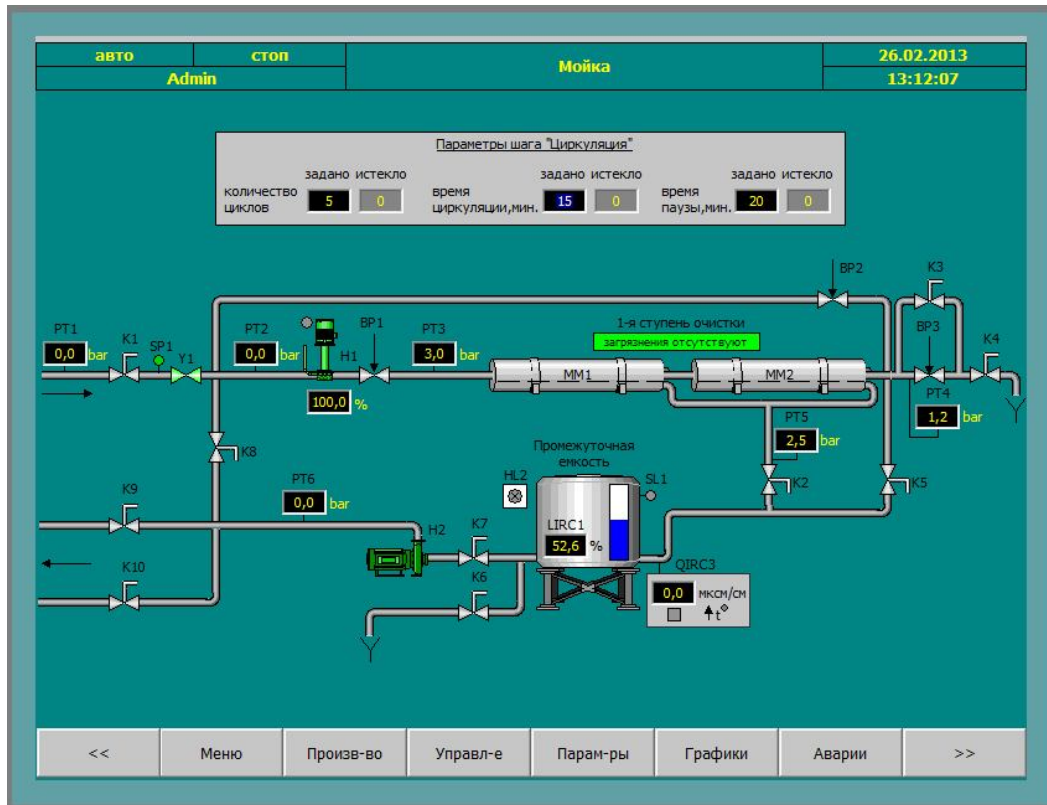 авто стоп Мойка 26.02.2013
Admin 13:12:07
Параметры шага "Циркуляция"
задано истекло задано истекло задано истекло
количество циклов 5 0 время циркуляции,мин. 15 0 время паузы,мин. 20 0
BP2 K3
PT1 K1 SP1 Y1 PT2 H1 BP1 PT3 1-я ступень очистки BP3 K4
0,0 bar 0,0 bar 3,0 bar загрязнения отсутствуют
MM1 MM2
100,0 % PT4
1,2 bar
PT5
2,5 bar
K8 Промежуточная
емкость
K9 PT6 HL2 SL1 K2 K5
0,0 bar
H2 K7 LIRC1
52,6 %
K10 K6 QIRC3
0,0 мксм/см
t°
<< Меню Произв-во Управл-е Парам-ры Графики Аварии >>